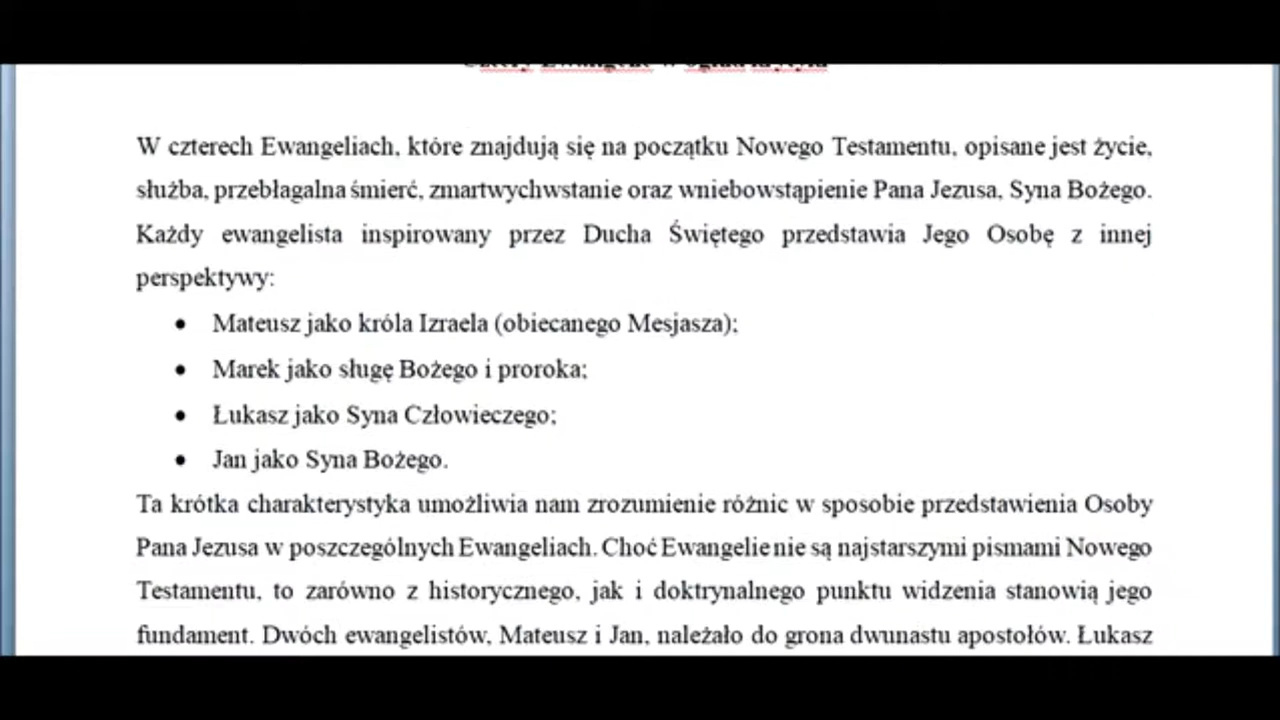 Cztery Ewangelie w ogniu krytyki
W czterech Ewangeliach, które znajdują się na początku Nowego Testamentu, opisane jest życie,
służba, przebłagalna śmierć, zmartwychwstanie oraz wniebowstąpienie Pana Jezusa, Syna Bożego.
Każdy ewangelista inspirowany przez Ducha Świętego przedstawia Jego Osobę z innej
perspektywy:
• Mateusz jako króla Izraela (obiecanego Mesjasza);
• Marek jako sługę Bożego i proroka;
• Łukasz jako Syna Człowieczego;
• Jan jako Syna Bożego.
Ta krótka charakterystyka umożliwia nam zrozumienie różnic w sposobie przedstawienia Osoby
Pana Jezusa w poszczególnych Ewangeliach. Choć Ewangelie nie są najstarszymi pismami Nowego
Testamentu, to zarówno z historycznego, jak i doktrynalnego punktu widzenia stanowią jego
fundament. Dwóch ewangelistów, Mateusz i Jan, należało do grona dwunastu apostołów. Łukasz